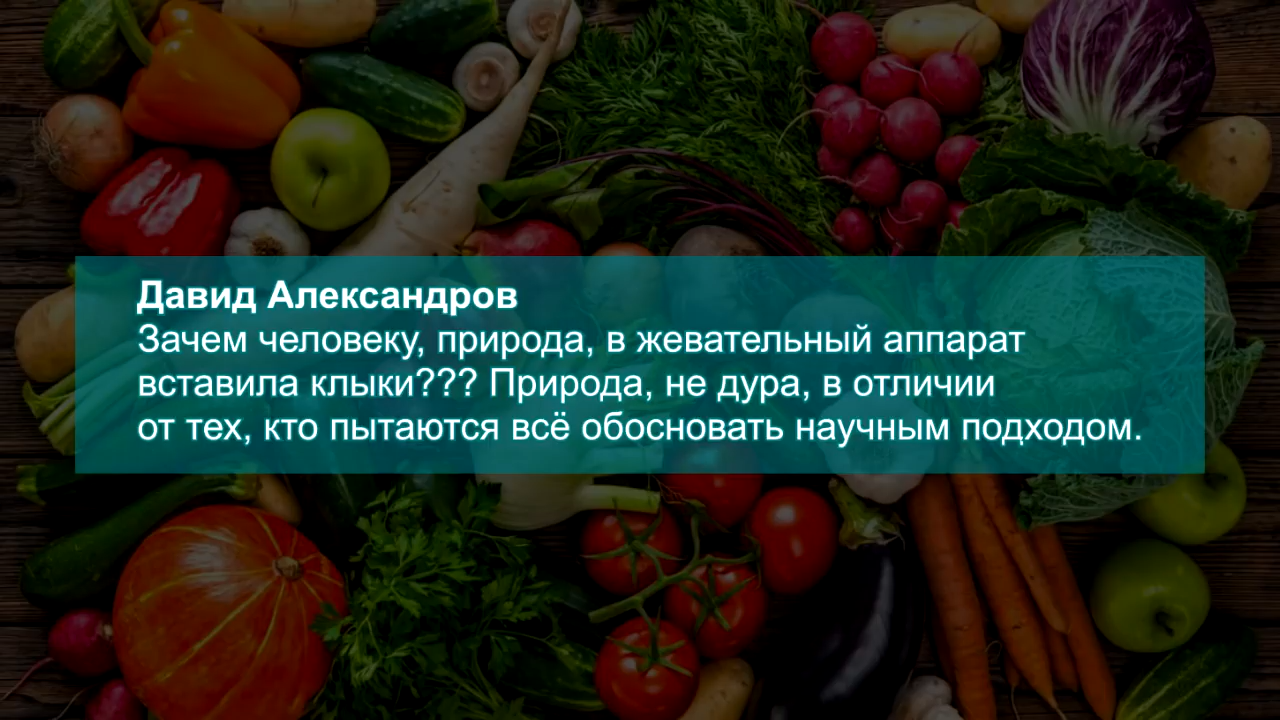 Давид Александров
Зачем человеку, природа, в жевательный аппарат
вставила клыки??? Природа, не дура, в отличии
от тех, кто пытаются всё обосновать научным подходом.